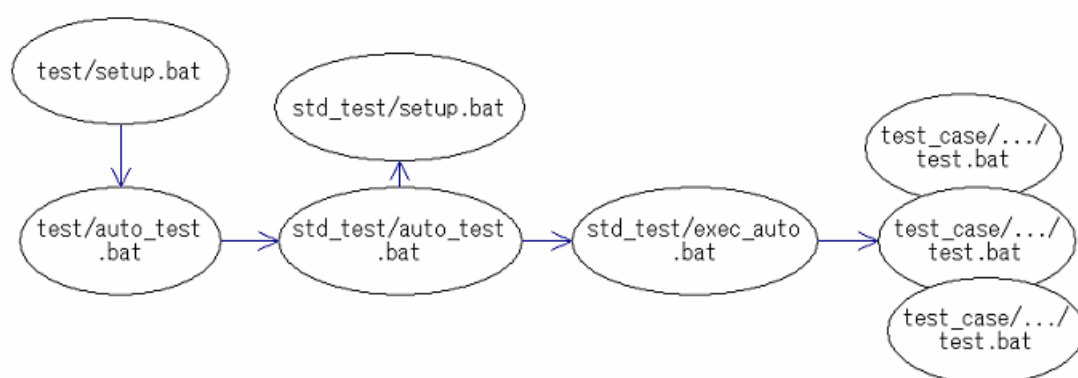 test/setup.bat
std_test/setup.bat
test_case/.../
test.bat
test/auto_test
.bat
std_test/auto_test
.bat
std_test/exec_auto
.bat
test_case/.../
test.bat
test_case/.../
test.bat